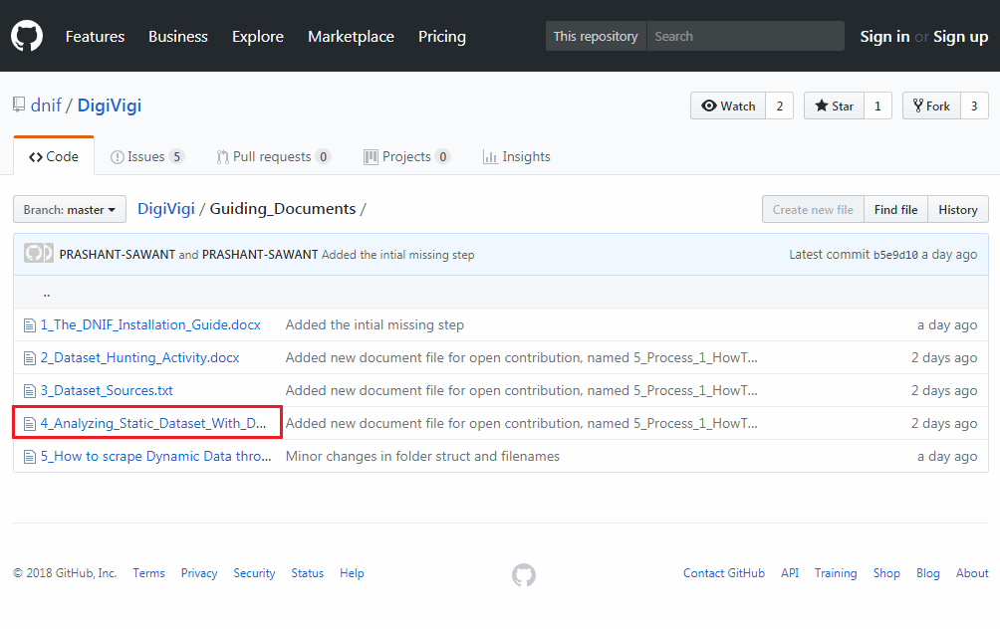 Features Business Explore Marketplace Pricing This repository Search Sign in or Sign up
dnif / DigiVigi Watch 2 Star 1 Fork 3
Code Issues 5 Pull requests 0 Projects 0 Insights
Branch: master DigiVigi / Guiding_Documents / Create new file Find file History
PRASHANT-SAWANT and PRASHANT-SAWANT Added the intial missing step Latest commit b5e9d10 a day ago
..
1_The_DNIF_Installation_Guide.docx Added the intial missing step a day ago
2_Dataset_Hunting_Activity.docx Added new document file for open contribution, named 5_Process_1_HowT... 2 days ago
3_Dataset_Sources.txt Added new document file for open contribution, named 5_Process_1_HowT... 2 days ago
4_Analyzing_Static_Dataset_With_D... Added new document file for open contribution, named 5_Process_1_HowT... 2 days ago
5_How to scrape Dynamic Data thro... Minor changes in folder struct and filenames a day ago
© 2018 GitHub, Inc. Terms Privacy Security Status Help Contact GitHub API Training Shop Blog About